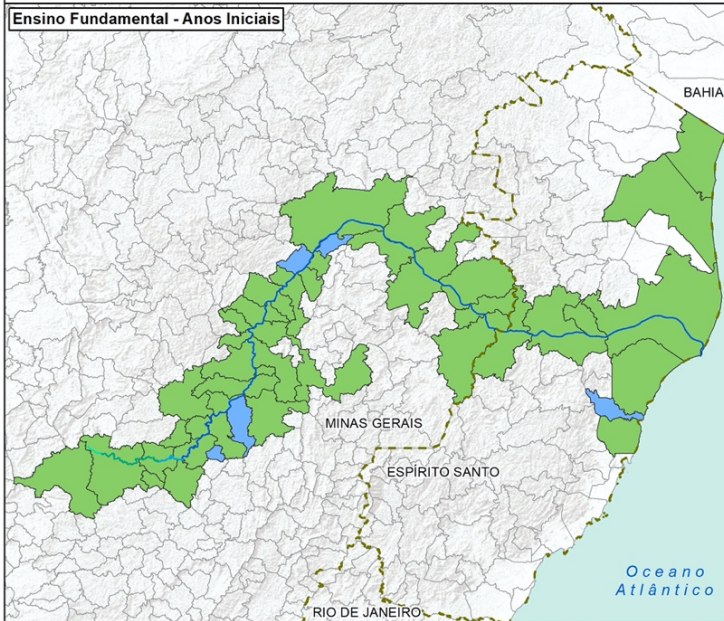 Ensino Fundamental - Anos Iniciais
BAHIA
MINAS GERAIS
ESPÍRITO SANTO
Oceano
Atlântico
RIO DE JANEIRO